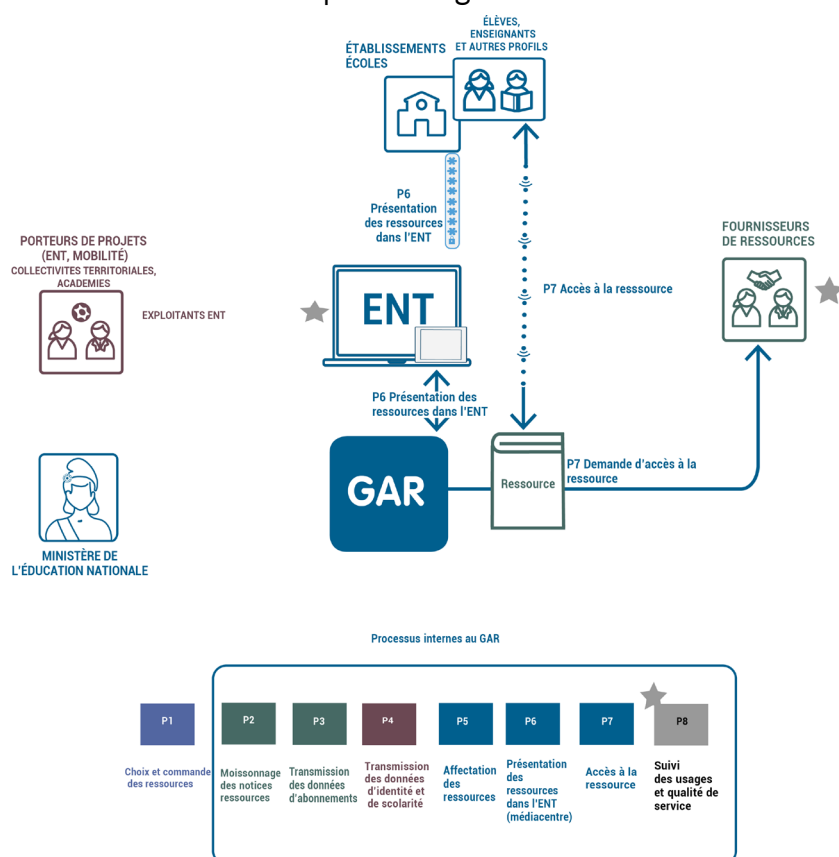 ÉLÈVES,
ENSEIGNANTS
ET AUTRES PROFILS
ÉTABLISSEMENTS
ÉCOLES
P6
Présentation
des ressources
dans l'ENT
PORTEURS DE PROJETS
(ENT, MOBILITÉ)
COLLECTIVITES TERRITORIALES,
ACADEMIES
EXPLOITANTS ENT
ENT
P7 Accès à la resssource
FOURNISSEURS
DE RESSOURCES
P6 Présentation des
ressources dans l'ENT
GAR
Ressource
P7 Demande d'accès à la
ressource
MINISTÈRE DE
L'ÉDUCATION NATIONALE
Processus internes au GAR
P1
Choix et commande
des ressources
P2
Moissonnage
des notices
ressources
P3
Transmission
des données
d'abonnements
P4
Transmission
des données
d'identité et
de scolarité
P5
Affectation
des
ressources
P6
Présentation
des
ressources
dans l'ENT
(médiacentre)
P7
Accès à la
ressource
P8
Suivi
des usages
et qualité de
service